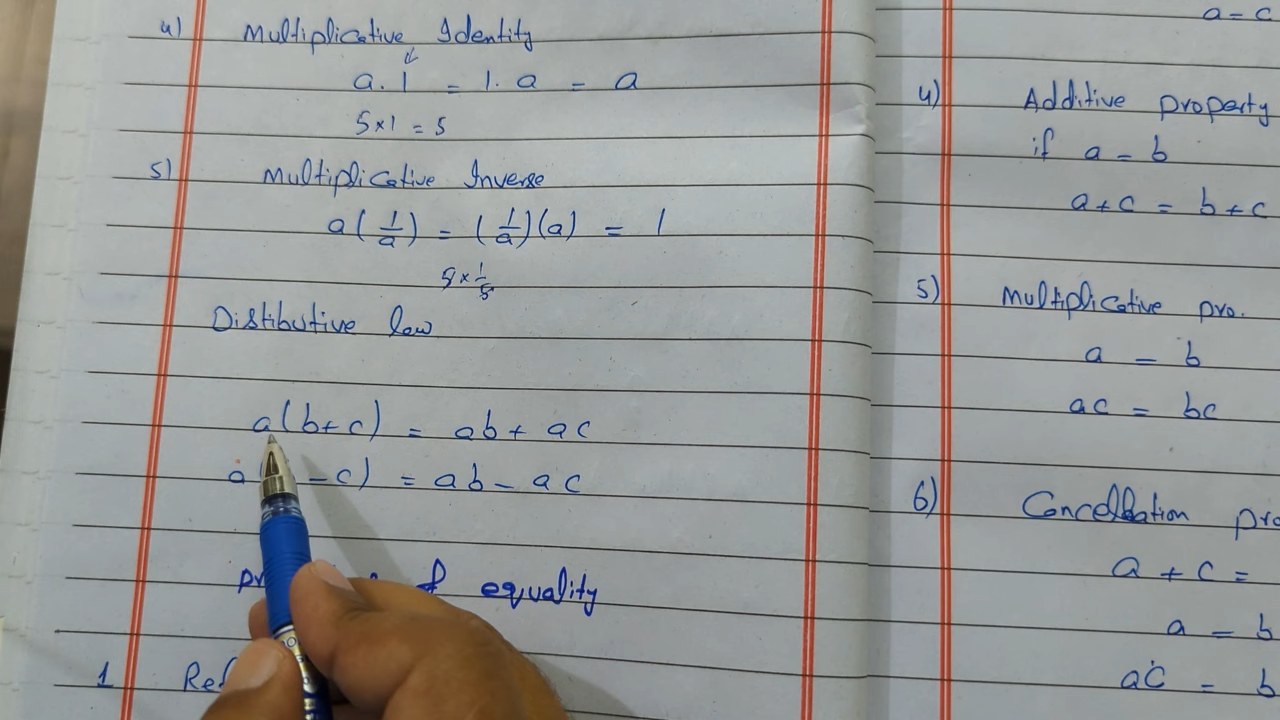 4) Multiplicative Identity
a . 1 = 1 . a = a
5 × 1 = 5
5) Multiplicative Inverse
a ( 1/a ) = ( 1/a ) (a) = 1
5 × 1/5
Distibutive law
a(b+c) = ab + ac
a - c) = ab - ac
of equality
1
a - c
4) Additive property
if a = b
a + c = b + c
5) Multiplicative pro.
a = b
ac = bc
6) Cancellation
a + c =
a = b
ac = b